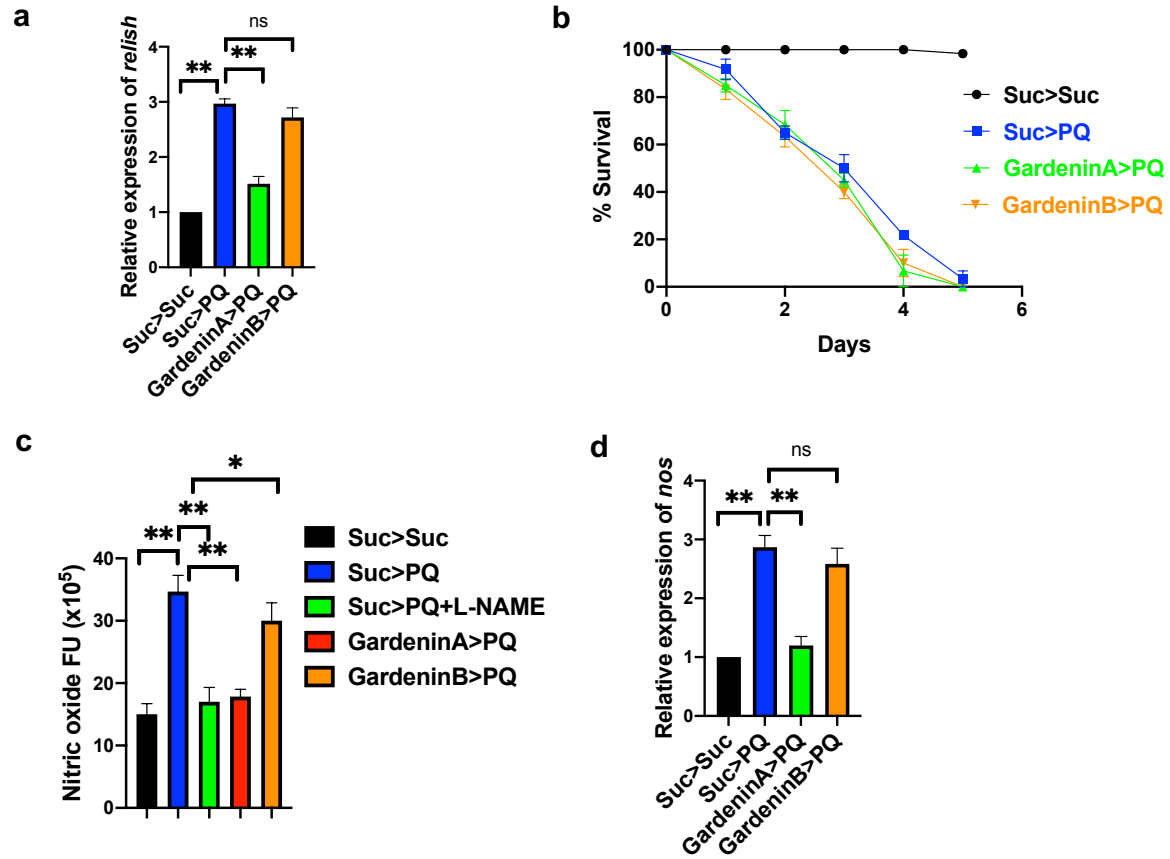 a
Relative expression of relish
4
3
2
1
0
**
**
ns
Suc>Suc
Suc>PQ
GardeninA>PQ
GardeninB>PQ
b
% Survival
100
80
60
40
20
0
0
2
4
6
Days
Suc>Suc
Suc>PQ
GardeninA>PQ
GardeninB>PQ
c
Nitric oxide FU (x10⁵)
40
30
20
10
0
**
**
**
*
Suc>Suc
Suc>PQ
Suc>PQ+L-NAME
GardeninA>PQ
GardeninB>PQ
d
Relative expression of nos
4
3
2
1
0
**
**
ns
Suc>Suc
Suc>PQ
GardeninA>PQ
GardeninB>PQ